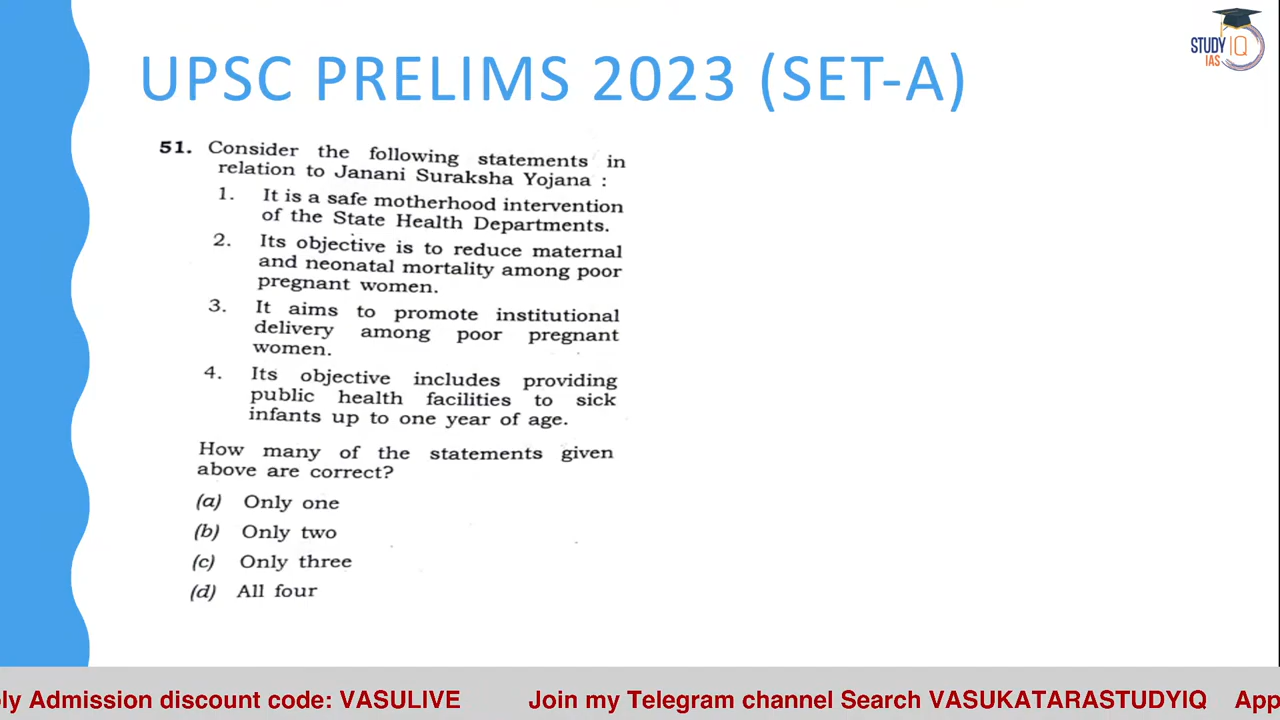 STUDY IQ
IAS
UPSC PRELIMS 2023 (SET-A)
51. Consider the following statements in
relation to Janani Suraksha Yojana :
1. It is a safe motherhood intervention
of the State Health Departments.
2. Its objective is to reduce maternal
and neonatal mortality among poor
pregnant women.
3. It aims to promote institutional
delivery among poor pregnant
women.
4. Its objective includes providing
public health facilities to sick
infants up to one year of age.
How many of the statements given
above are correct?
(a) Only one
(b) Only two
(c) Only three
(d) All four
ly Admission discount code: VASULIVE Join my Telegram channel Search VASUKATARASTUDYIQ App